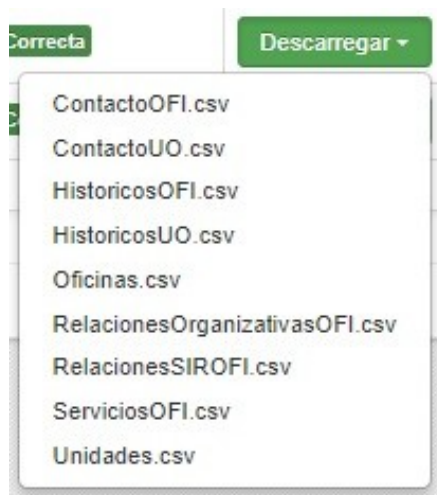 Correcta
Descarregar
ContactoOFI.csv
ContactoUO.csv
HistoricosOFI.csv
HistoricosUO.csv
Oficinas.csv
RelacionesOrganizativasOFI.csv
RelacionesSIROFI.csv
ServiciosOFI.csv
Unidades.csv